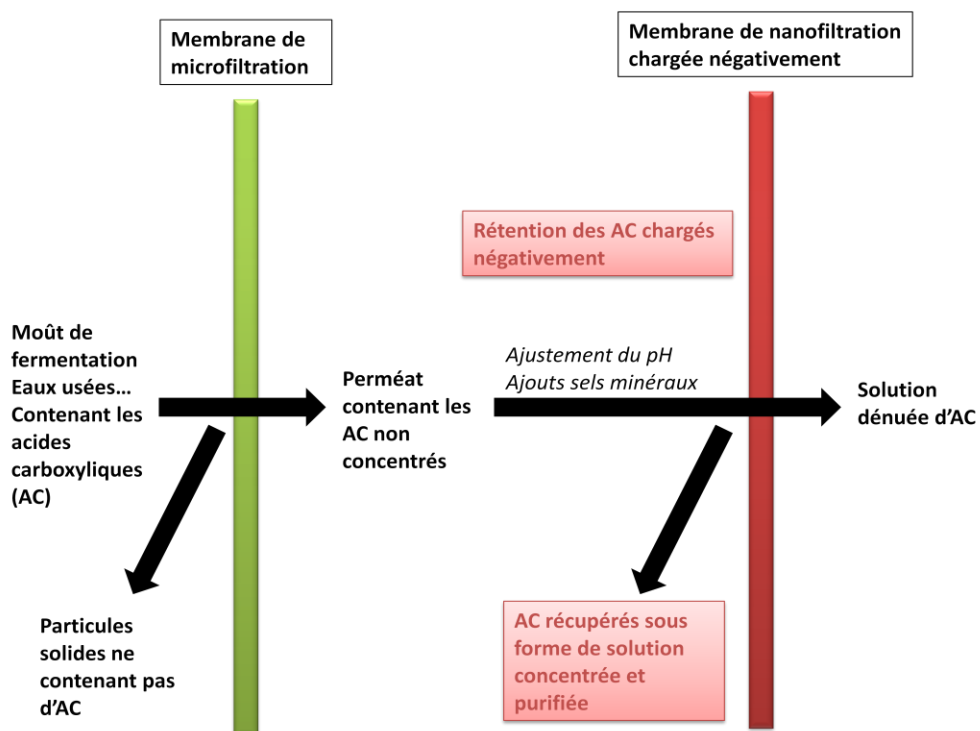 Membrane de
microfiltration
Membrane de nanofiltration
chargée négativement
Rétention des AC chargés
négativement
Moût de
fermentation
Eaux usées…
Contenant les
acides
carboxyliques
(AC)
Perméat
contenant les
AC non
concentrés
Ajustement du pH
Ajouts sels minéraux
Solution
dénuée d’AC
Particules
solides ne
contenant pas
d’AC
AC récupérés sous
forme de solution
concentrée et
purifiée